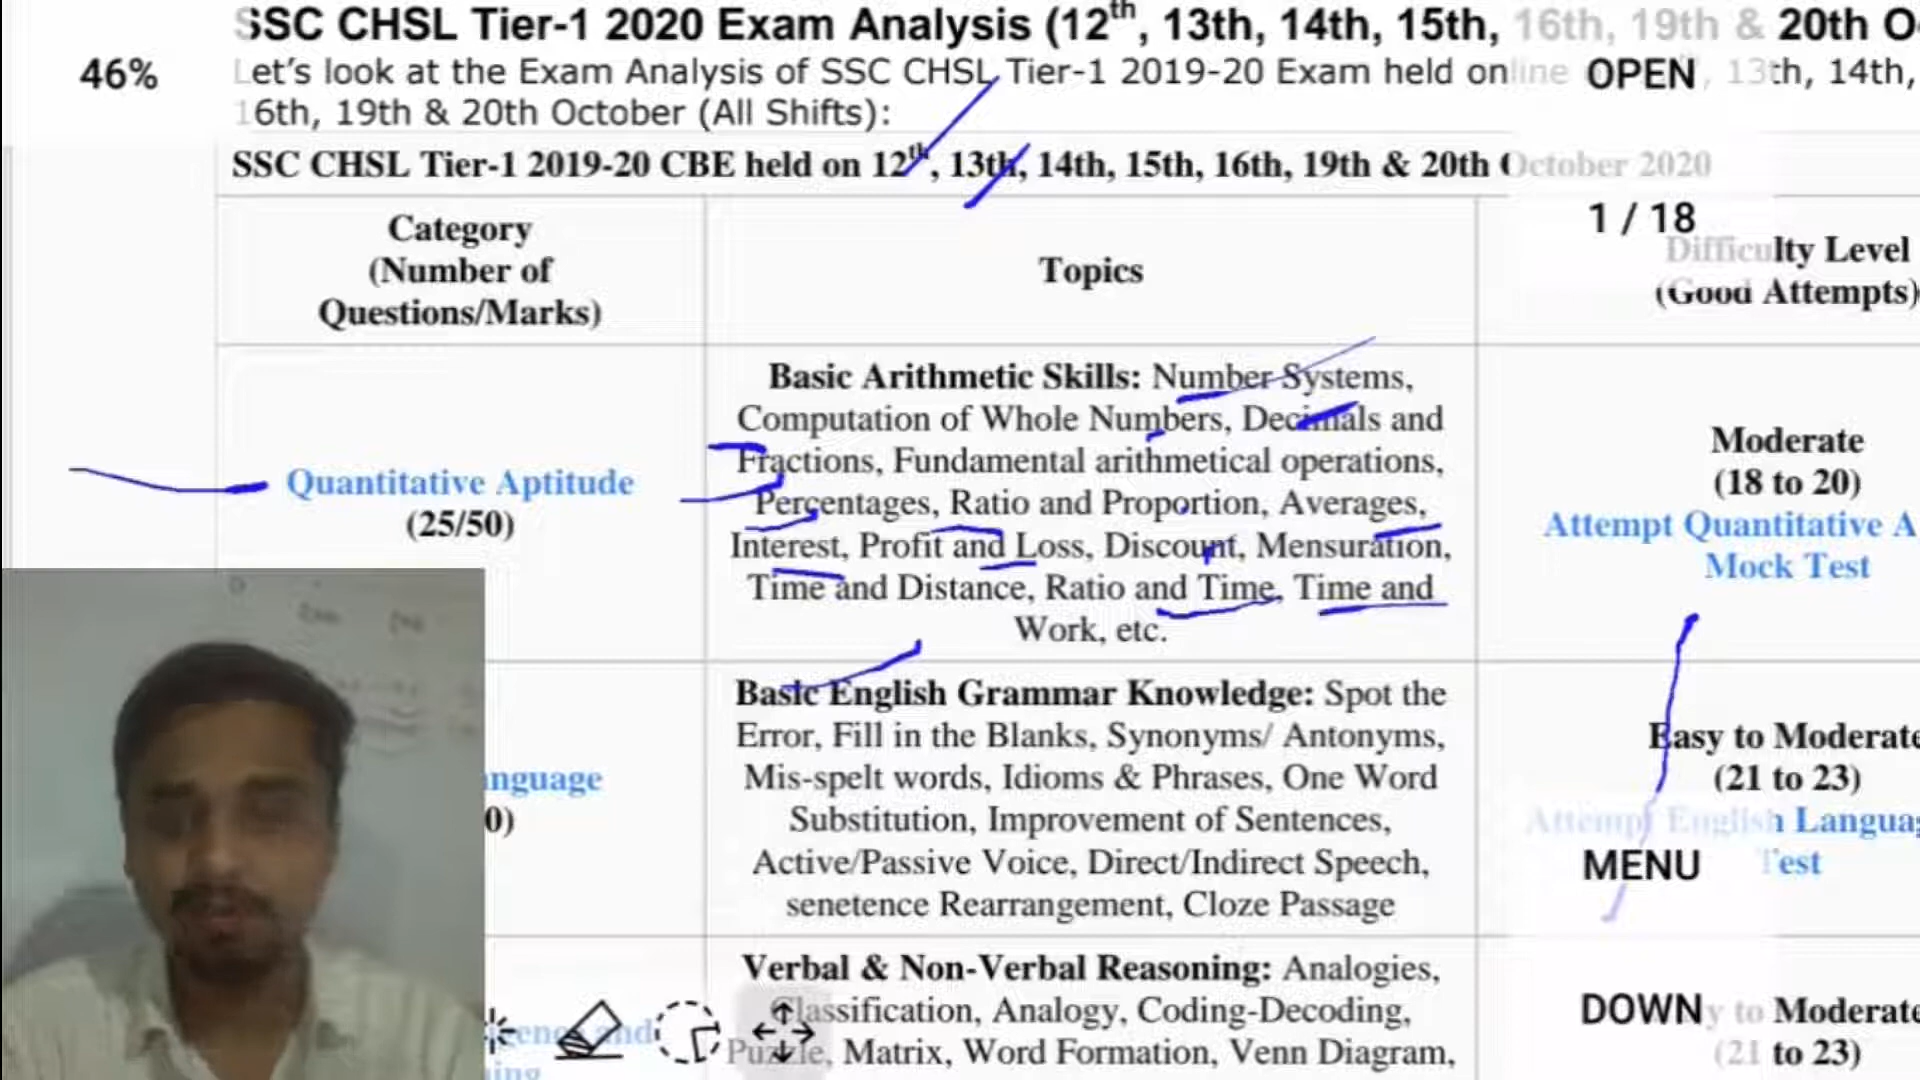 SSC CHSL Tier-1 2020 Exam Analysis (12th, 13th, 14th, 15th, 16th, 19th & 20th O
46%
Let's look at the Exam Analysis of SSC CHSL Tier-1 2019-20 Exam held online OPEN, 13th, 14th,
16th, 19th & 20th October (All Shifts):
SSC CHSL Tier-1 2019-20 CBE held on 12th, 13th, 14th, 15th, 16th, 19th & 20th October 2020
1 / 18
Category
(Number of
Questions/Marks)
Topics
Difficulty Level
(Good Attempts)
Quantitative Aptitude
(25/50)
Basic Arithmetic Skills: Number Systems,
Computation of Whole Numbers, Decimals and
Fractions, Fundamental arithmetical operations,
Percentages, Ratio and Proportion, Averages,
Interest, Profit and Loss, Discount, Mensuration,
Time and Distance, Ratio and Time, Time and
Work, etc.
Moderate
(18 to 20)
Attempt Quantitative A
Mock Test
nguage
0)
Basic English Grammar Knowledge: Spot the
Error, Fill in the Blanks, Synonyms/ Antonyms,
Mis-spelt words, Idioms & Phrases, One Word
Substitution, Improvement of Sentences,
Active/Passive Voice, Direct/Indirect Speech,
senetence Rearrangement, Cloze Passage
Easy to Moderate
(21 to 23)
Attempt English Langua
Test
MENU
and
ing
Verbal & Non-Verbal Reasoning: Analogies,
Classification, Analogy, Coding-Decoding,
Puzzle, Matrix, Word Formation, Venn Diagram,
DOWN
y to Moderate
(21 to 23)